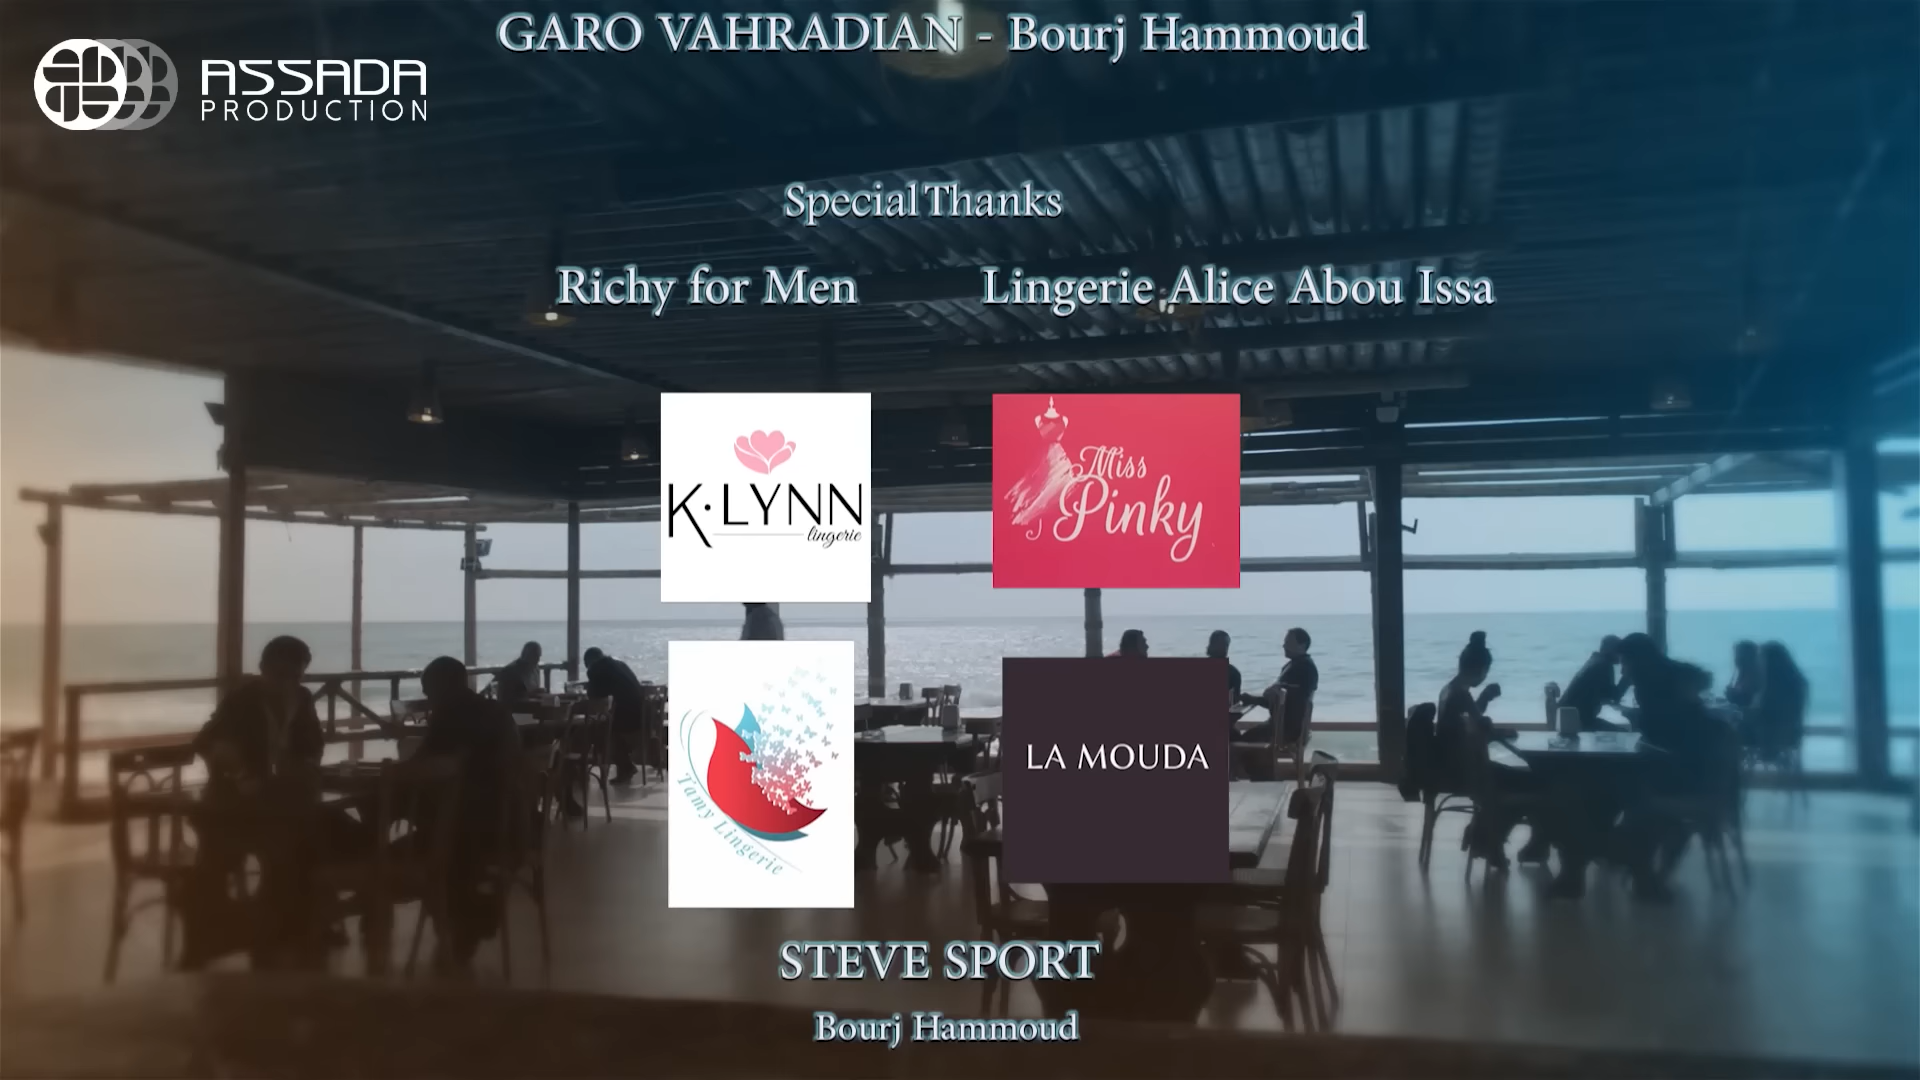 GARO VAHRADIAN - Bourj Hammoud
ASSADA
PRODUCTION
Special Thanks
Richy for Men
Lingerie Alice Abou Issa
K·LYNN
lingerie
Miss
Pinky
Tamy Lingerie
LA MOUDA
STEVE SPORT
Bourj Hammoud